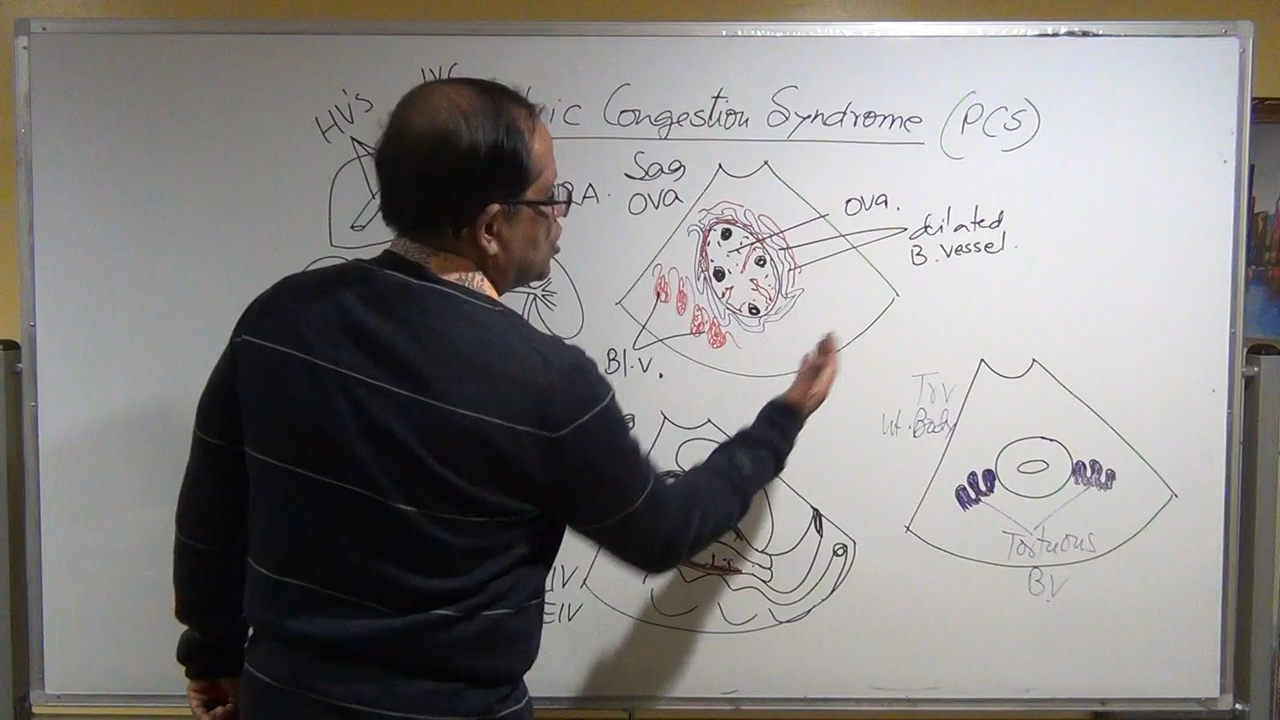 IVC
HV's
ic Congestion Syndrome (PCS)
RA.
Sag
OVA
OVA.
dilated
B. vessel.
Bl.V.
Trv
Ut. Body
IV
EIV
Tortuous
BV